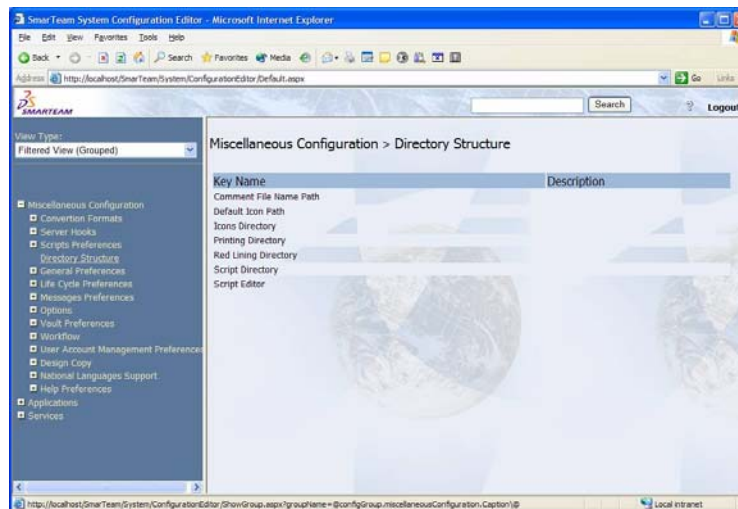 SmarTeam System Configuration Editor - Microsoft Internet Explorer
File Edit View Favorites Tools Help
Back Search Favorites Media
Address http://localhost/SmarTeam/System/ConfigurationEditor/Default.aspx Go Links
SMARTEAM Search ? Logout
View Type:
Filtered View (Grouped)
Miscellaneous Configuration > Directory Structure
Key Name Description
Comment File Name Path
Default Icon Path
Icons Directory
Printing Directory
Red Lining Directory
Script Directory
Script Editor
Miscellaneous Configuration
Convertion Formats
Server Hooks
Scripts Preferences
Directory Structure
General Preferences
Life Cycle Preferences
Messages Preferences
Options
Vault Preferences
Workflow
User Account Management Preferences
Design Copy
National Languages Support
Help Preferences
Applications
Services
http://localhost/SmarTeam/System/ConfigurationEditor/ShowGroup.aspx?groupName=@configGroup.miscellaneousConfiguration.Caption\@ Local intranet